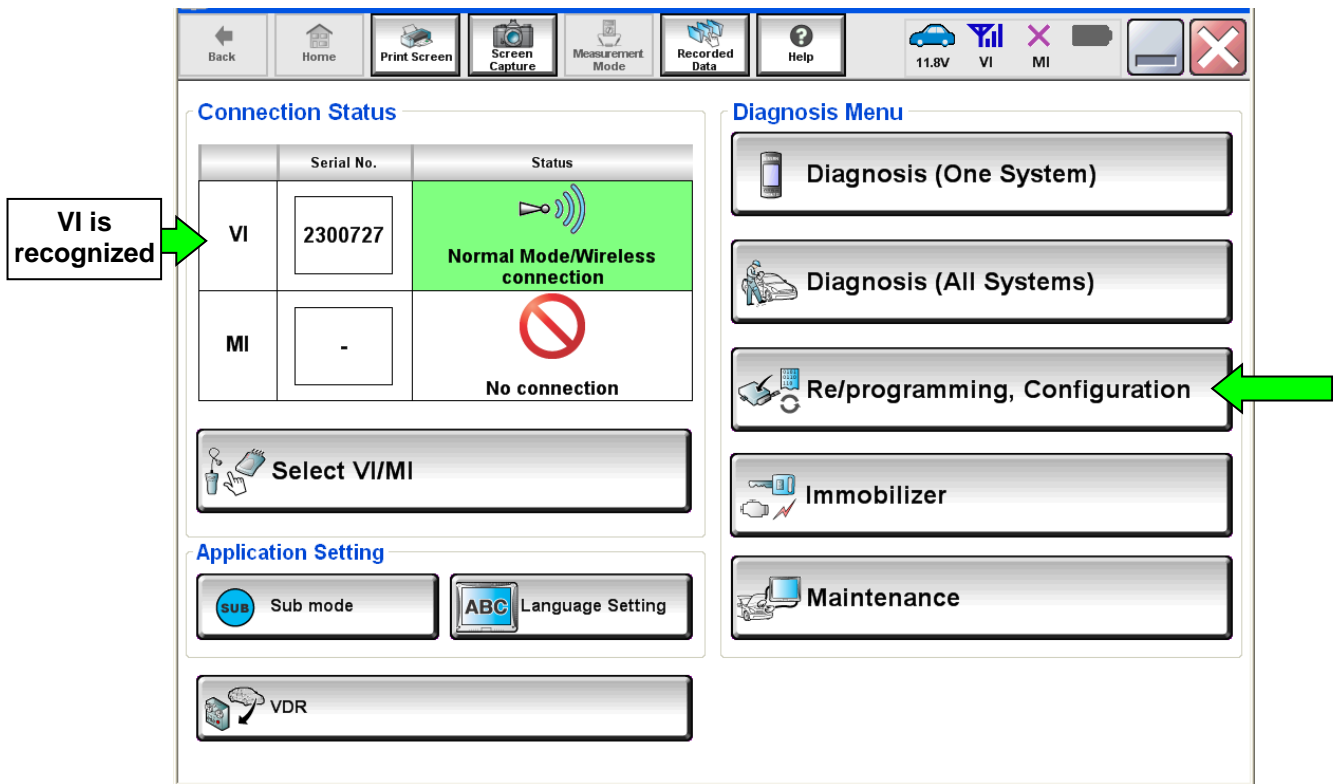 Back
Home
Print Screen
Screen
Capture
Measurement
Mode
Recorded
Data
Help
11.8V
VI
MI
Connection Status
Serial No.
Status
VI
2300727
Normal Mode/Wireless
connection
MI
-
No connection
VI is
recognized
Select VI/MI
Application Setting
SUB
Sub mode
ABC
Language Setting
VDR
Diagnosis Menu
Diagnosis (One System)
Diagnosis (All Systems)
Re/programming, Configuration
Immobilizer
Maintenance